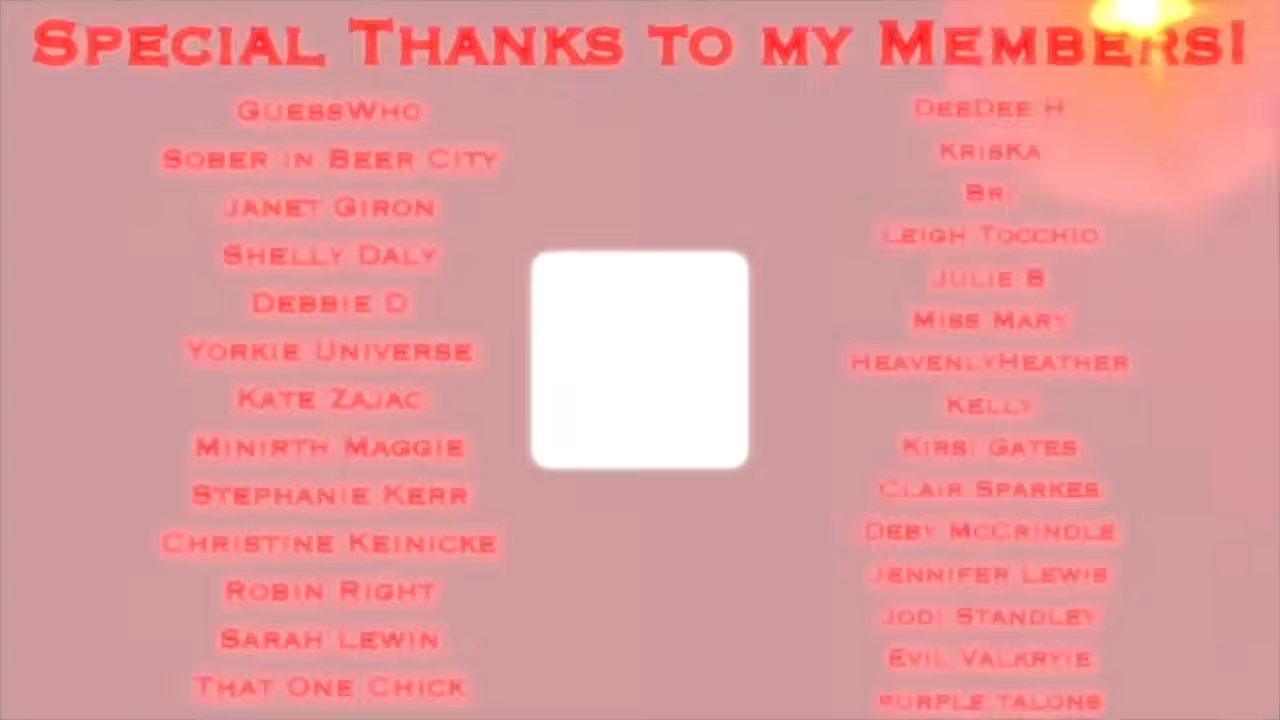 Special Thanks to my Members!
GuessWho
Sober in Beer City
Janet Giron
Shelly Daly
Debbie D
Yorkie Universe
Kate Zajac
Minirth Maggie
Stephanie Kerr
Christine Keinicke
Robin Right
Sarah Lewin
That One Chick
DeeDee H
KrisKa
Bri
Leigh Tocchio
Julie B
Miss Mary
HeavenlyHeather
Kelly
Kirsi Gates
Clair Sparkes
Deby McCrindle
Jennifer Lewis
Jodi Standley
Evil Valkryie
purple talons